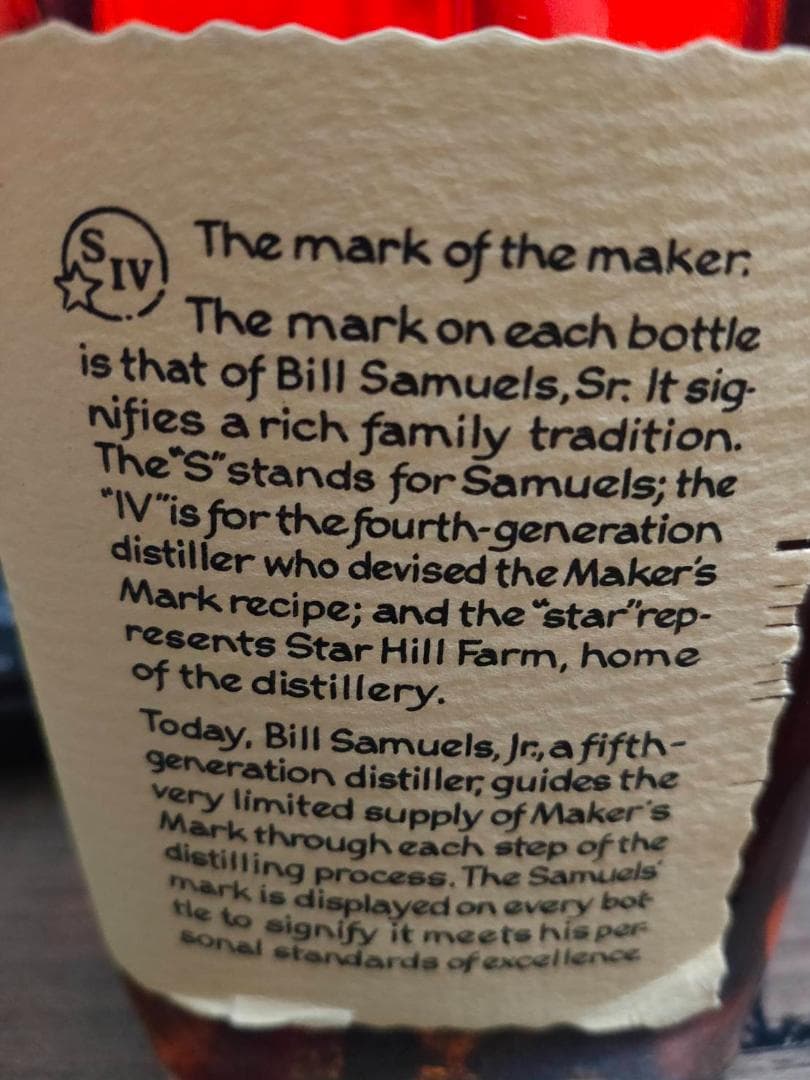 S IV
The mark of the maker.
The mark on each bottle
is that of Bill Samuels, Sr. It sig-
nifies a rich family tradition.
The "S" stands for Samuels; the
"IV" is for the fourth-generation
distiller who devised the Maker's
Mark recipe; and the "star" rep-
resents Star Hill Farm, home
of the distillery.
Today, Bill Samuels, Jr., a fifth-
generation distiller, guides the
very limited supply of Maker's
Mark through each step of the
distilling process. The Samuels'
mark is displayed on every bot-
tle to signify it meets his per-
sonal standards of excellence.